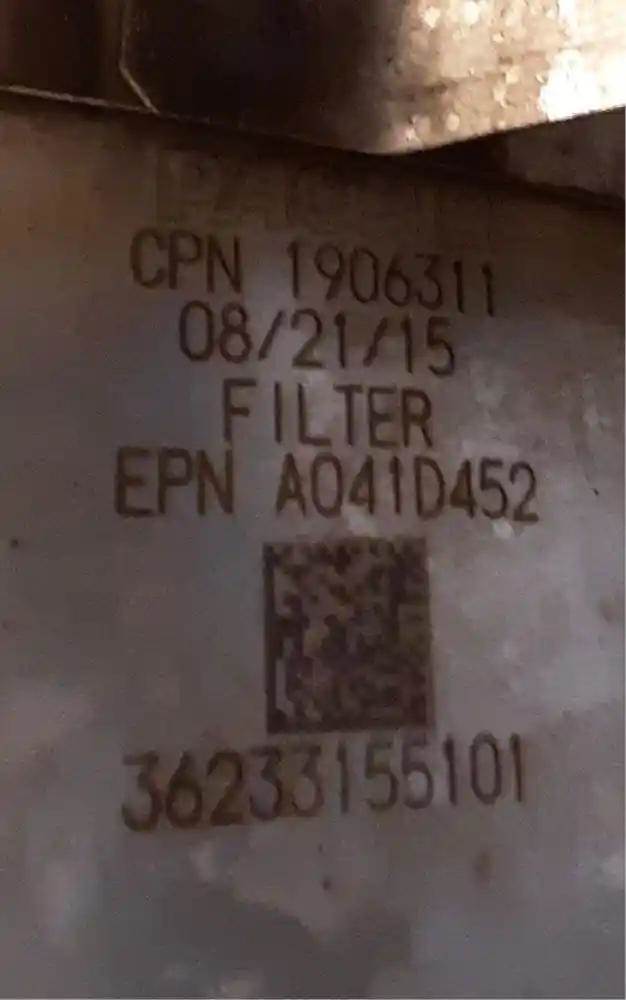 CPN 1906311
08/21/15
FILTER
EPN A041D452
36233155101